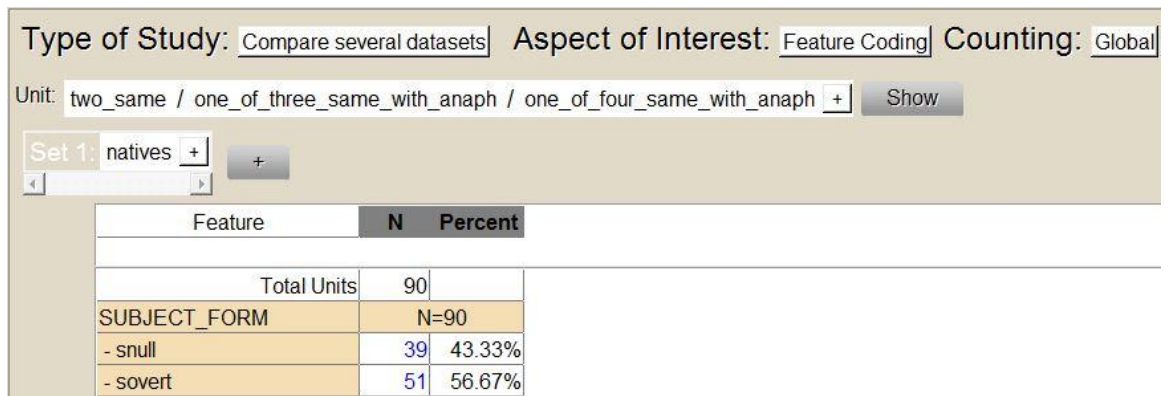 Type of Study: Compare several datasets Aspect of Interest: Feature Coding Counting: Global
Unit: two_same / one_of_three_same_with_anaph / one_of_four_same_with_anaph + Show
Set 1: natives + +
Feature N Percent
Total Units 90
SUBJECT_FORM N=90
- snull 39 43.33%
- sovert 51 56.67%